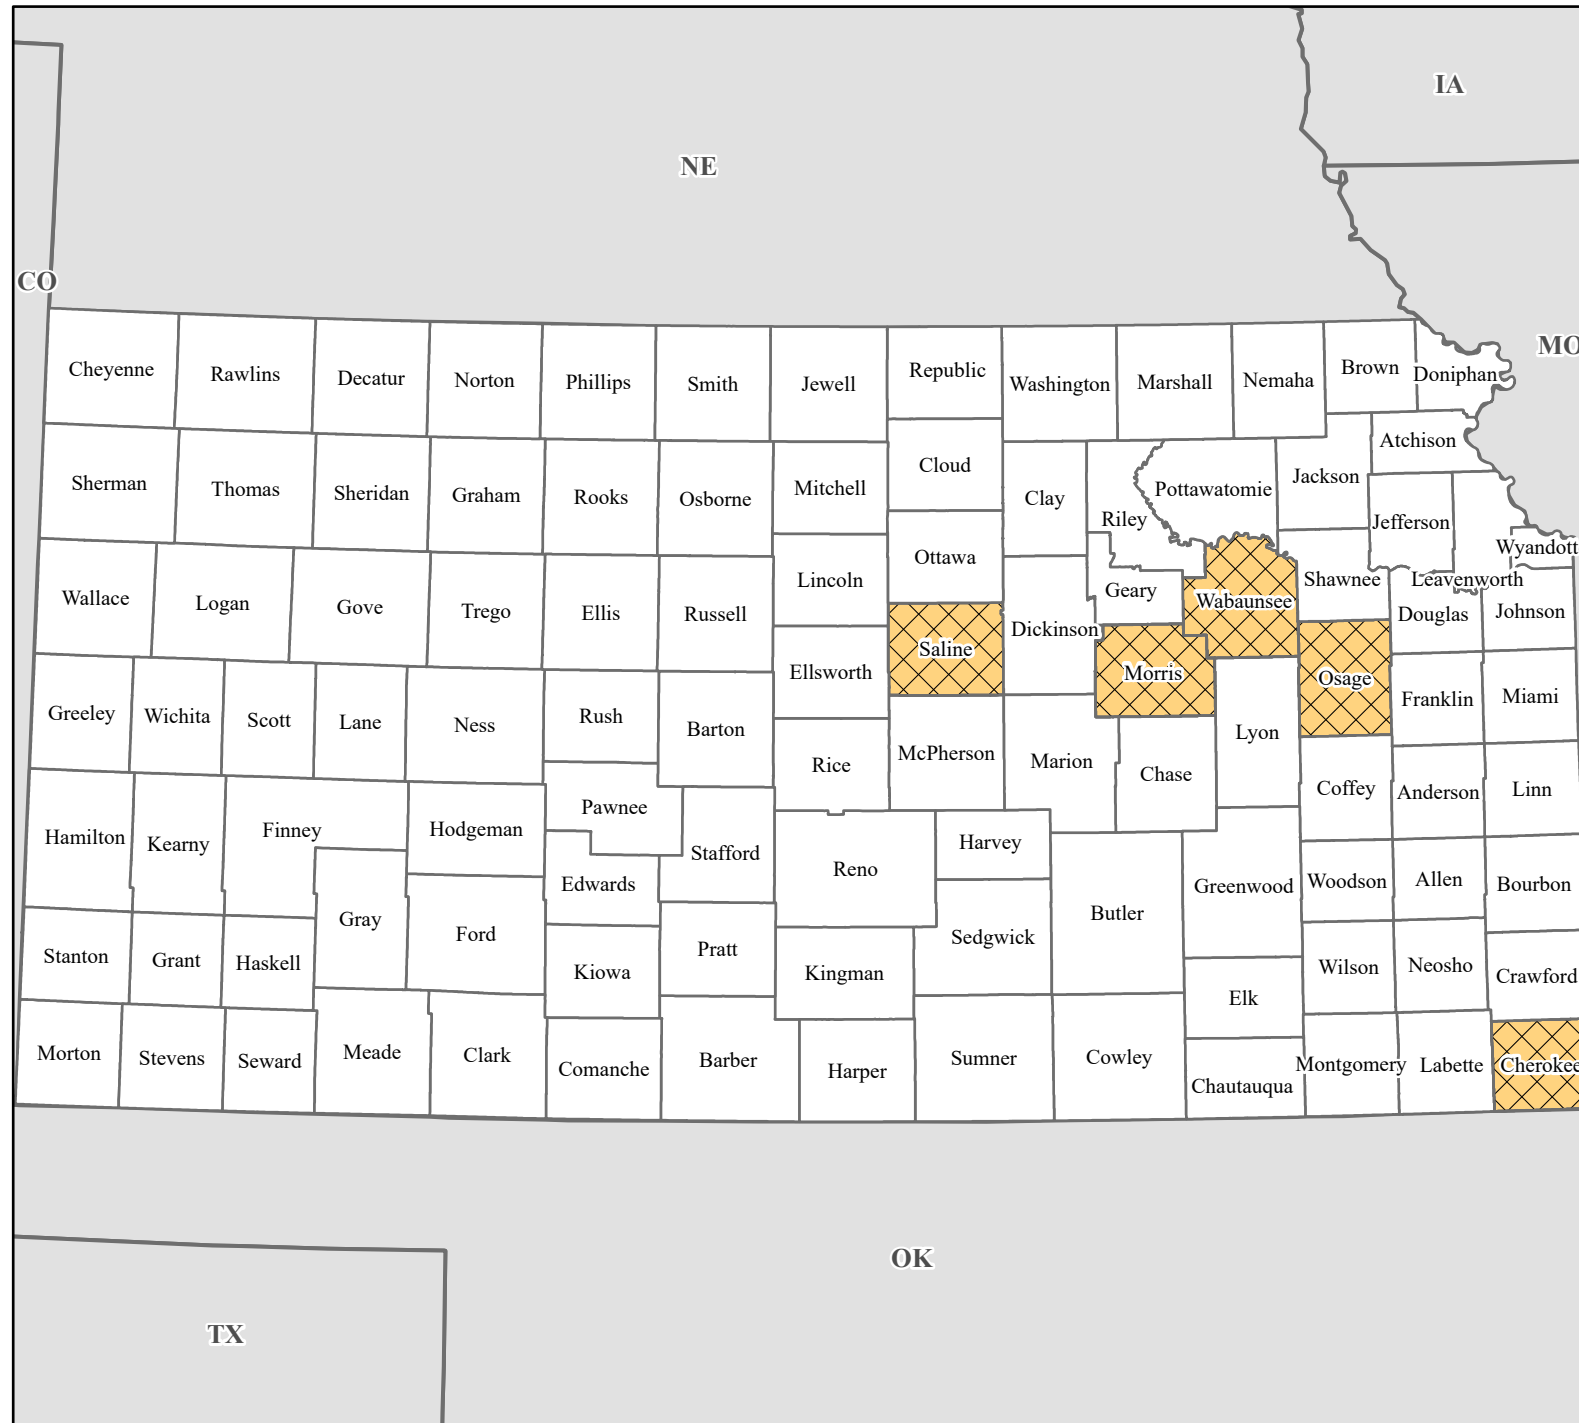 IA
NE
CO
MO
Cheyenne
Rawlins
Decatur
Norton
Phillips
Smith
Jewell
Republic
Washington
Marshall
Nemaha
Brown
Doniphan
Sherman
Thomas
Sheridan
Graham
Rooks
Osborne
Mitchell
Cloud
Clay
Riley
Pottawatomie
Jackson
Atchison
Jefferson
Wyandott
Wallace
Logan
Gove
Trego
Ellis
Russell
Lincoln
Ottawa
Geary
Wabaunsee
Shawnee
Leavenworth
Douglas
Johnson
Saline
Dickinson
Greeley
Wichita
Scott
Lane
Ness
Rush
Barton
Ellsworth
Morris
Osage
Franklin
Miami
Rice
McPherson
Marion
Chase
Lyon
Coffey
Anderson
Linn
Hamilton
Kearny
Finney
Hodgeman
Pawnee
Stafford
Reno
Harvey
Gray
Ford
Edwards
Butler
Greenwood
Woodson
Allen
Bourbon
Stanton
Grant
Haskell
Kiowa
Pratt
Kingman
Sedgwick
Elk
Wilson
Neosho
Crawford
Morton
Stevens
Seward
Meade
Clark
Comanche
Barber
Harper
Sumner
Cowley
Chautauqua
Montgomery
Labette
Cherokee
OK
TX